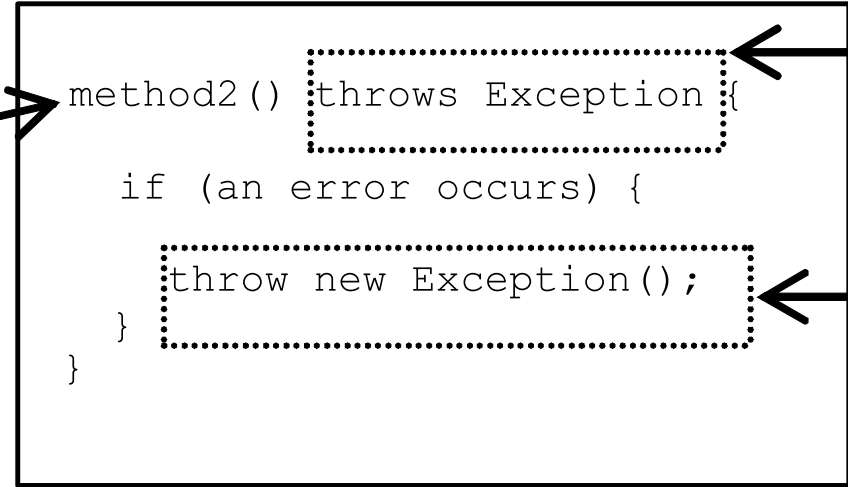 method2() throws Exception {
if (an error occurs) {
throw new Exception();
}
}